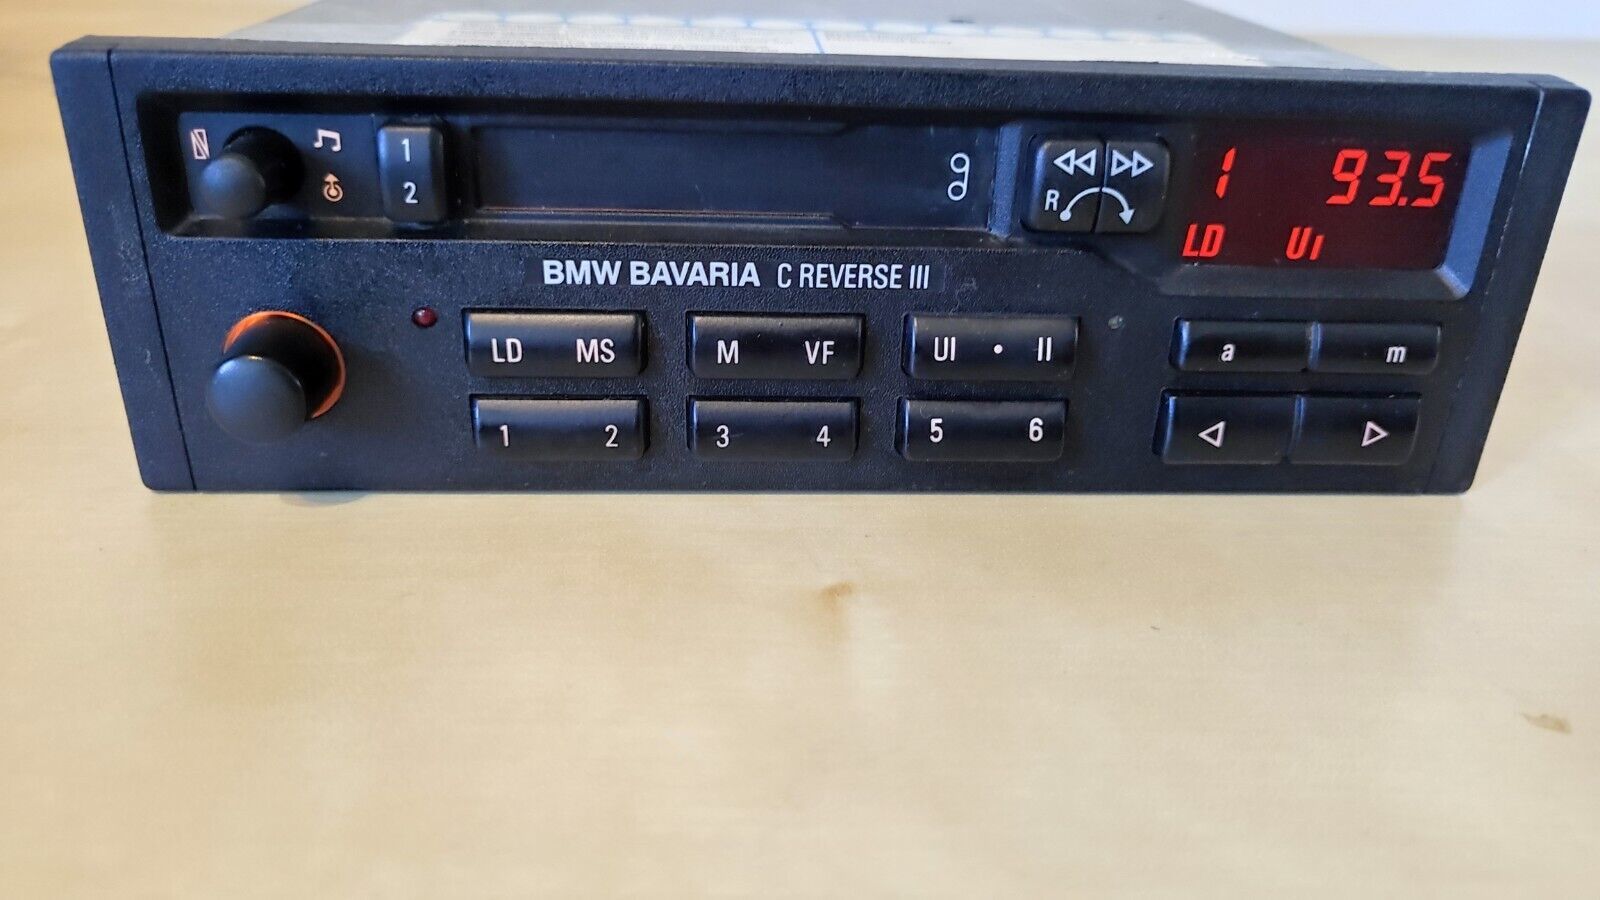 1
2
R
1 93.5
LD UI
BMW BAVARIA C REVERSE III
LD MS M VF UI • II a m
1 2 3 4 5 6